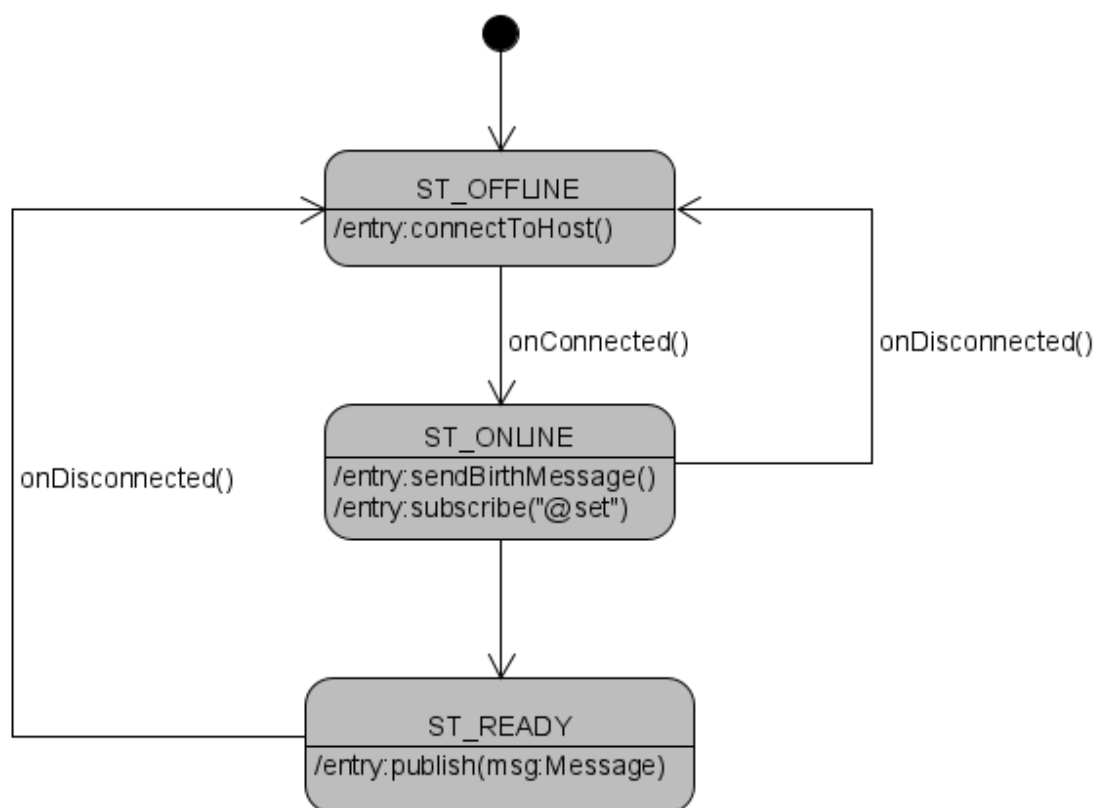 ST_OFFLINE
/entry:connectToHost()
onConnected()
onDisconnected()
ST_ONLINE
/entry:sendBirthMessage()
/entry:subscribe("@set")
onDisconnected()
ST_READY
/entry:publish(msg:Message)